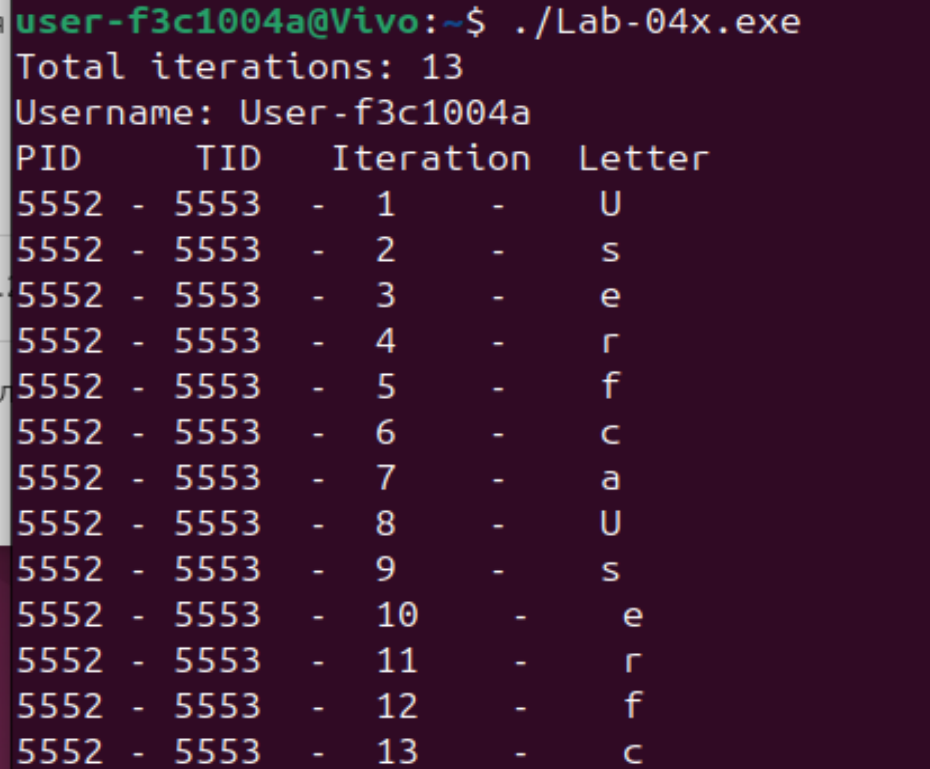 user-f3c1004a@Vivo:~$ ./Lab-04x.exe
Total iterations: 13
Username: User-f3c1004a
PID TID Iteration Letter
5552 - 5553 - 1 - U
5552 - 5553 - 2 - s
5552 - 5553 - 3 - e
5552 - 5553 - 4 - r
5552 - 5553 - 5 - f
5552 - 5553 - 6 - c
5552 - 5553 - 7 - a
5552 - 5553 - 8 - U
5552 - 5553 - 9 - s
5552 - 5553 - 10 - e
5552 - 5553 - 11 - r
5552 - 5553 - 12 - f
5552 - 5553 - 13 - c